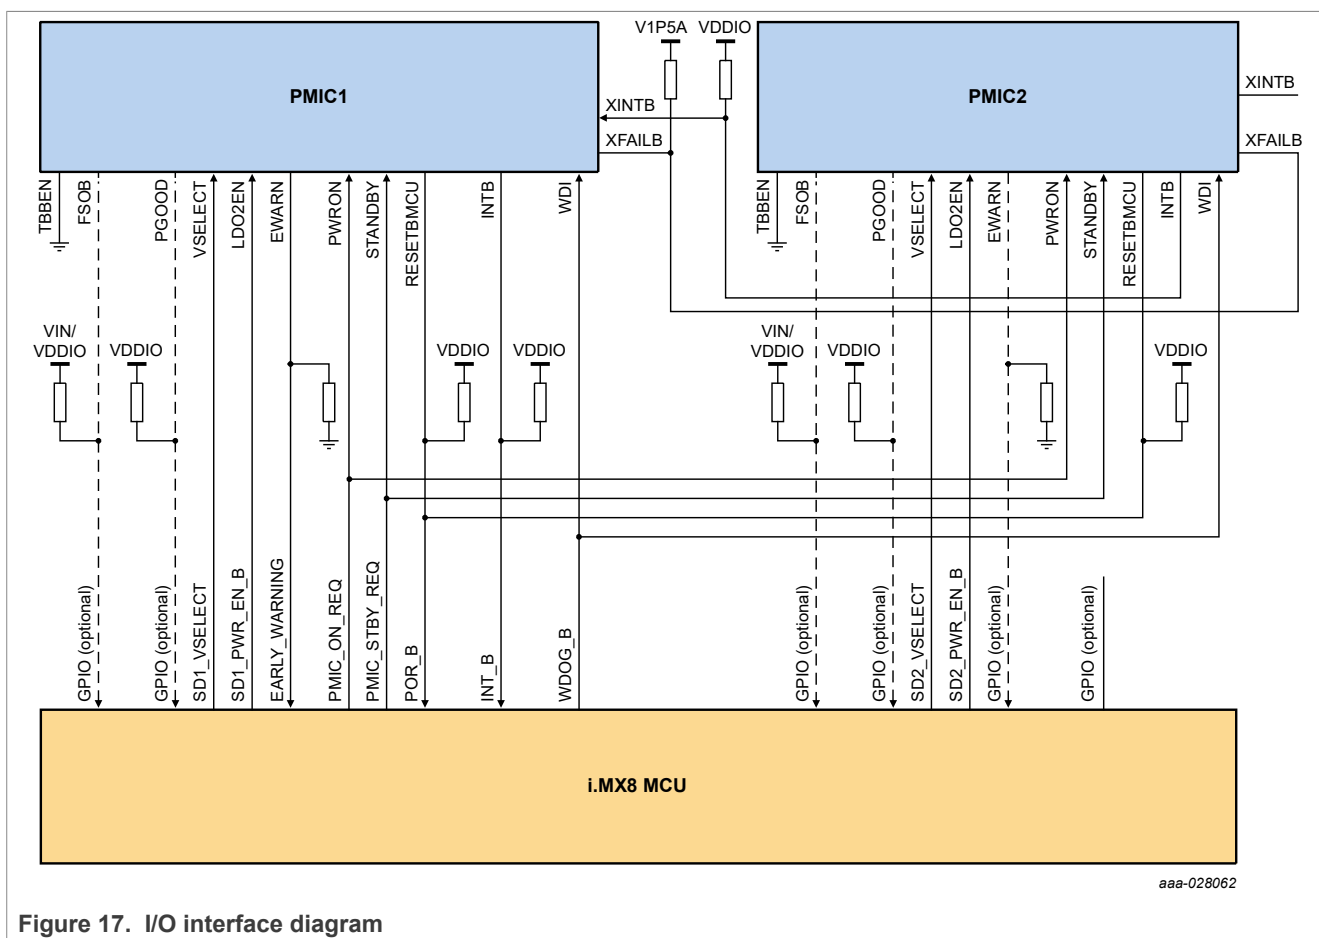 V1P5A VDDIO
PMIC1
PMIC2
XINTB
XFAILB
XINTB
XFAILB
TBBEN
FSOB
PGOOD
VSELECT
LDO2EN
EWARN
PWRON
STANDBY
RESETBMCU
INTB
WDI
TBBEN
FSOB
PGOOD
VSELECT
LDO2EN
EWARN
PWRON
STANDBY
RESETBMCU
INTB
WDI
VIN/
VDDIO
VDDIO
VDDIO
VDDIO
VIN/
VDDIO
VDDIO
VDDIO
GPIO (optional)
GPIO (optional)
SD1_VSELECT
SD1_PWR_EN_B
EARLY_WARNING
PMIC_ON_REQ
PMIC_STBY_REQ
POR_B
INT_B
WDOG_B
GPIO (optional)
GPIO (optional)
SD2_VSELECT
SD2_PWR_EN_B
GPIO (optional)
GPIO (optional)
i.MX8 MCU
aaa-028062
Figure 17. I/O interface diagram